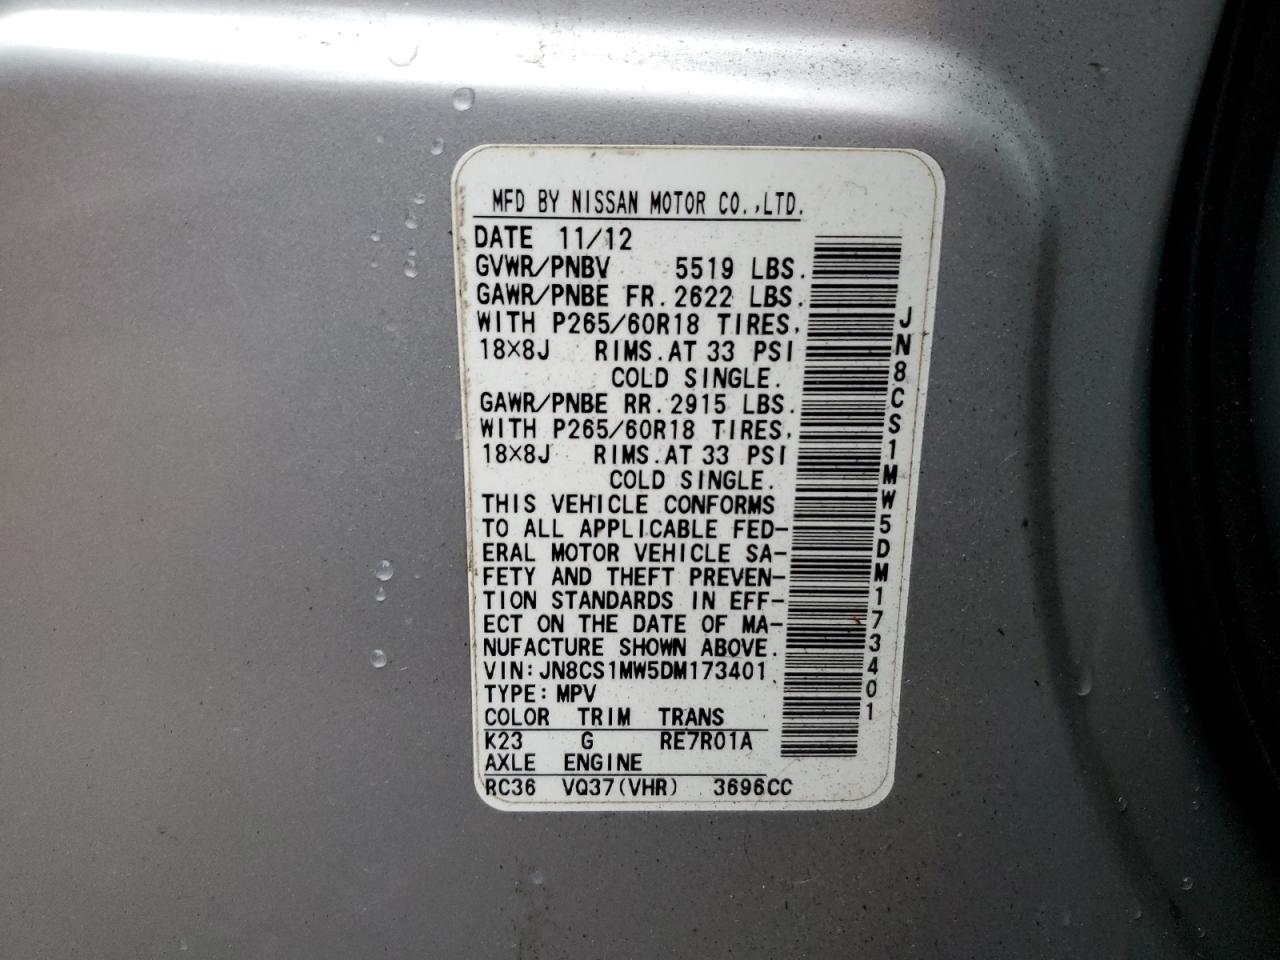 MFD BY NISSAN MOTOR CO.,LTD.
DATE 11/12
GVWR/PNBV 5519 LBS.
GAWR/PNBE FR. 2622 LBS.
WITH P265/60R18 TIRES,
18×8J RIMS. AT 33 PSI
COLD SINGLE.
GAWR/PNBE RR. 2915 LBS.
WITH P265/60R18 TIRES,
18×8J RIMS. AT 33 PSI
COLD SINGLE.
THIS VEHICLE CONFORMS
TO ALL APPLICABLE FED-
ERAL MOTOR VEHICLE SA-
FETY AND THEFT PREVEN-
TION STANDARDS IN EFF-
ECT ON THE DATE OF MA-
NUFACTURE SHOWN ABOVE.
VIN: JN8CS1MW5DM173401
TYPE: MPV
COLOR TRIM TRANS
K23 G RE7R01A
AXLE ENGINE
RC36 VQ37(VHR) 3696CC
JN8CS1MW5DM173401